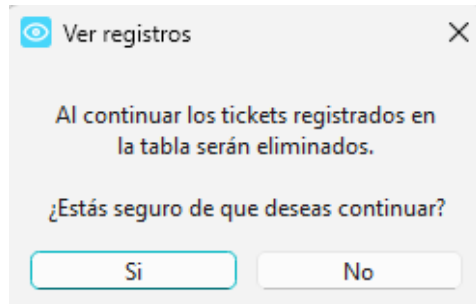 Ver registros
Al continuar los tickets registrados en
la tabla serán eliminados.
¿Estás seguro de que deseas continuar?
Si
No